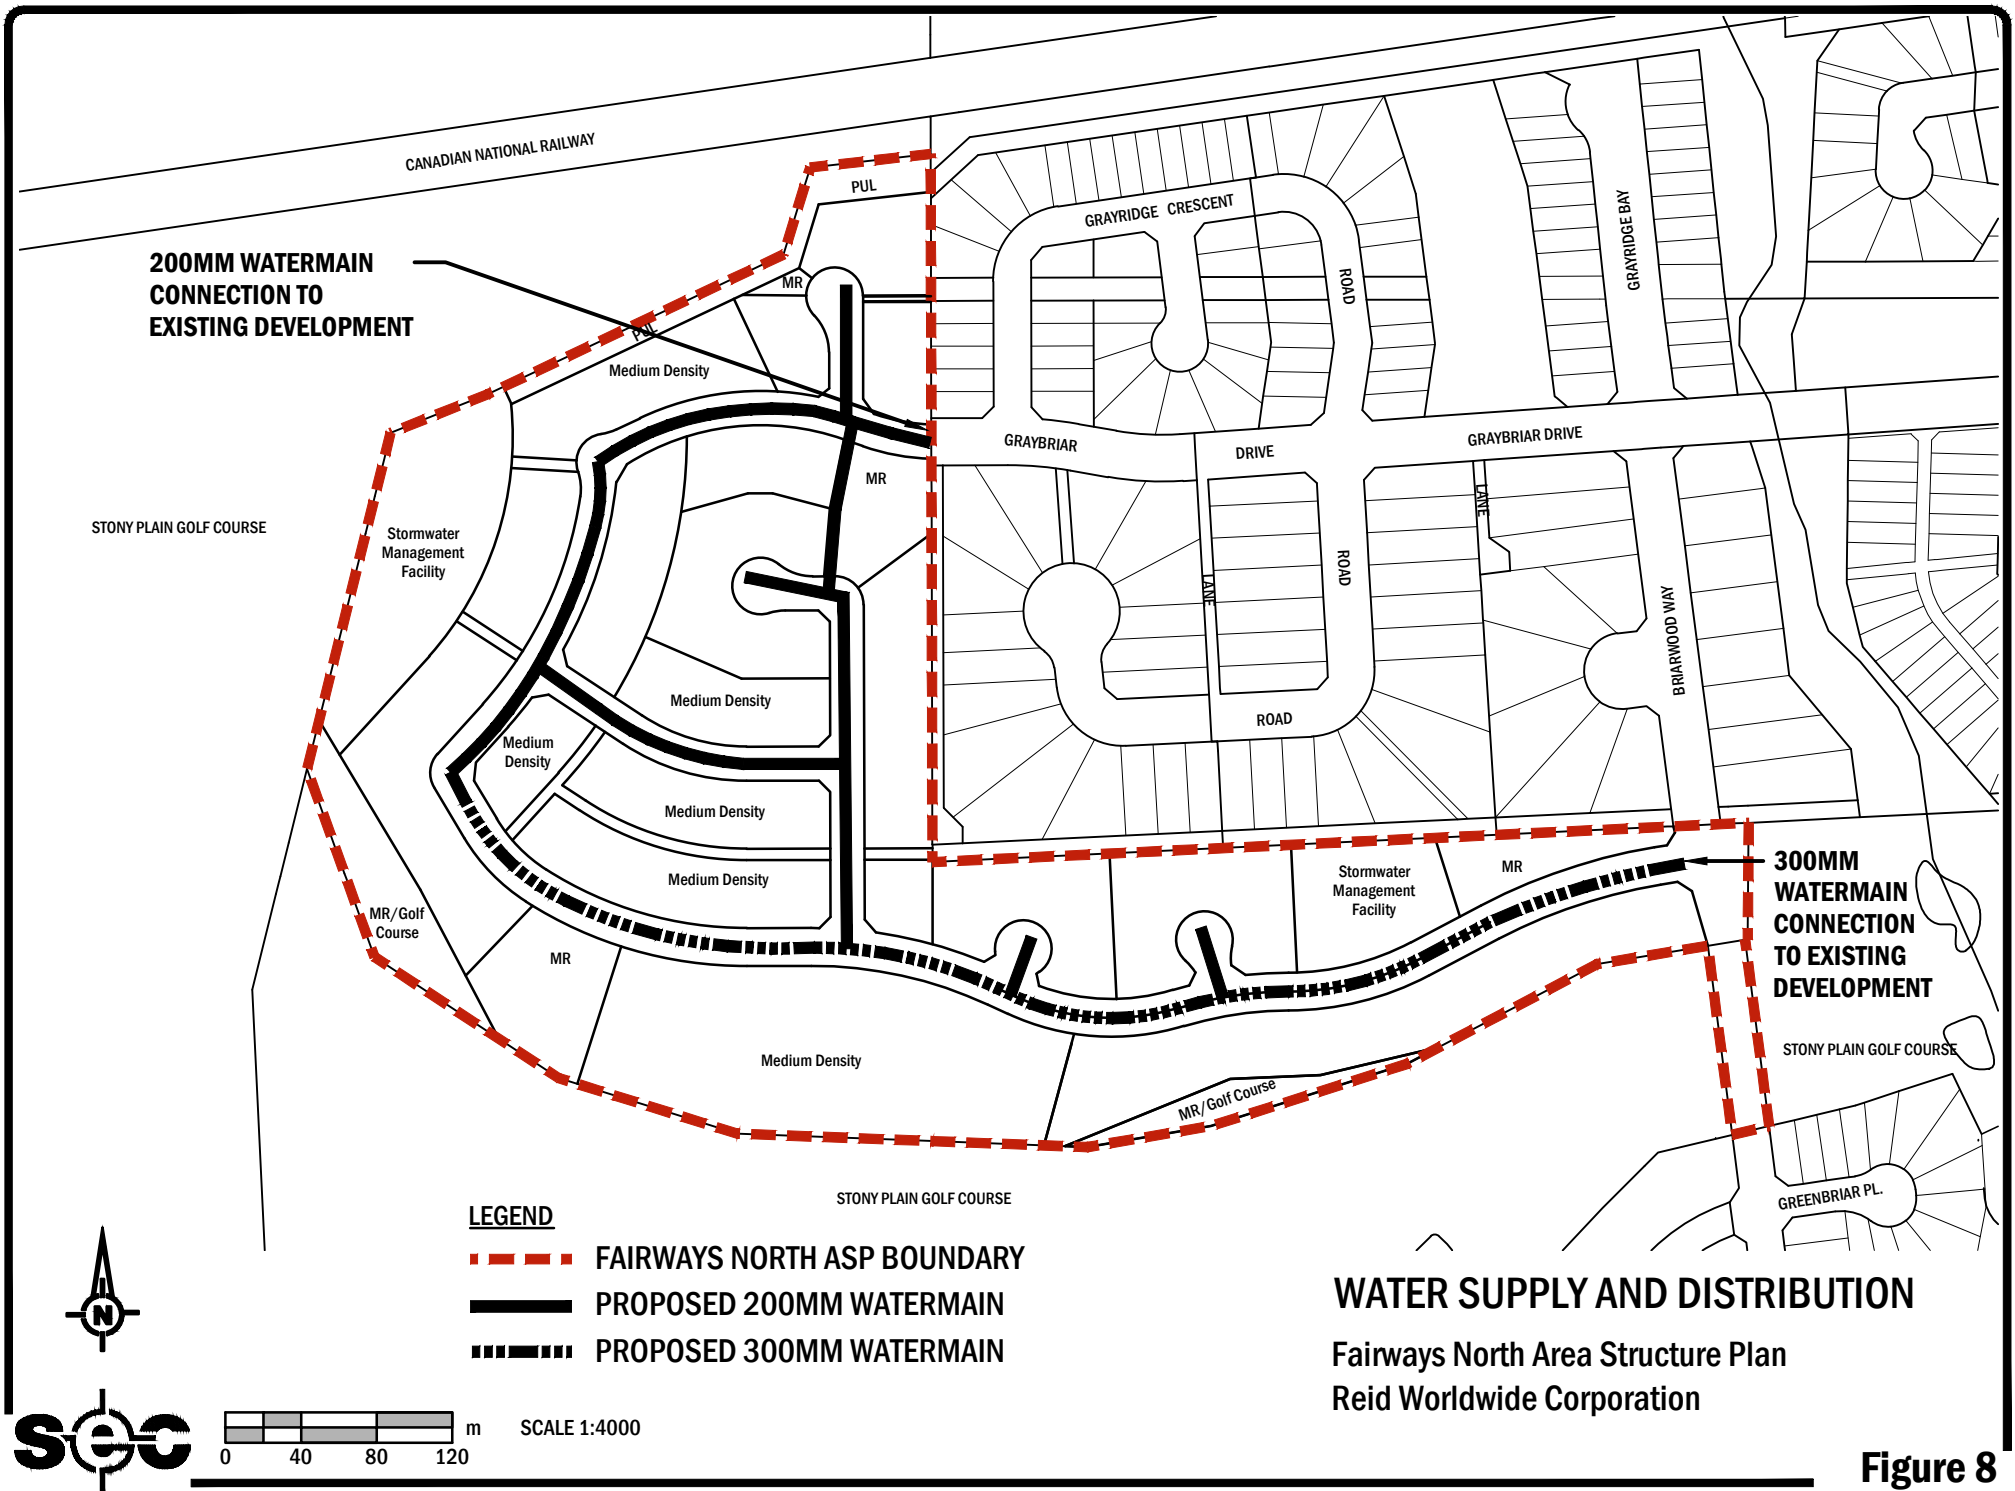 CANADIAN NATIONAL RAILWAY
PUL
200MM WATERMAIN
CONNECTION TO
EXISTING DEVELOPMENT
MR
PUL
Medium Density
GRAYRIDGE CRESCENT
ROAD
GRAYRIDGE BAY
GRAYBRIAR
DRIVE
GRAYBRIAR DRIVE
MR
LANE
STONY PLAIN GOLF COURSE
Stormwater
Management
Facility
LANE
ROAD
BRIARWOOD WAY
Medium Density
ROAD
Medium
Density
Medium Density
Medium Density
MR/Golf
Course
MR
Stormwater
Management
Facility
MR
300MM
WATERMAIN
CONNECTION
TO EXISTING
DEVELOPMENT
Medium Density
MR/Golf Course
STONY PLAIN GOLF COURSE
STONY PLAIN GOLF COURSE
GREENBRIAR PL.
LEGEND
FAIRWAYS NORTH ASP BOUNDARY
PROPOSED 200MM WATERMAIN
PROPOSED 300MM WATERMAIN
WATER SUPPLY AND DISTRIBUTION
Fairways North Area Structure Plan
Reid Worldwide Corporation
N
sec
0 40 80 120 m
SCALE 1:4000
Figure 8